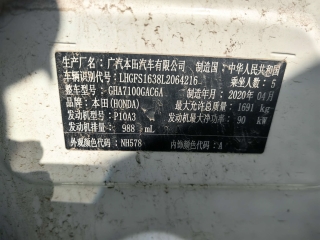 生产厂名：广汽本田汽车有限公司 制造国：中华人民共和国
车辆识别代号：LHGFS1638L2064216 乘坐人数：5
整车型号：GHA7100GAC6A 制造年月：2020年04月
品牌：本田(HONDA) 最大允许总质量：1691 kg
发动机型号：P10A3 发动机最大净功率：90 kW
发动机排量：988 mL
外观颜色代码：NH578 内饰颜色代码：A